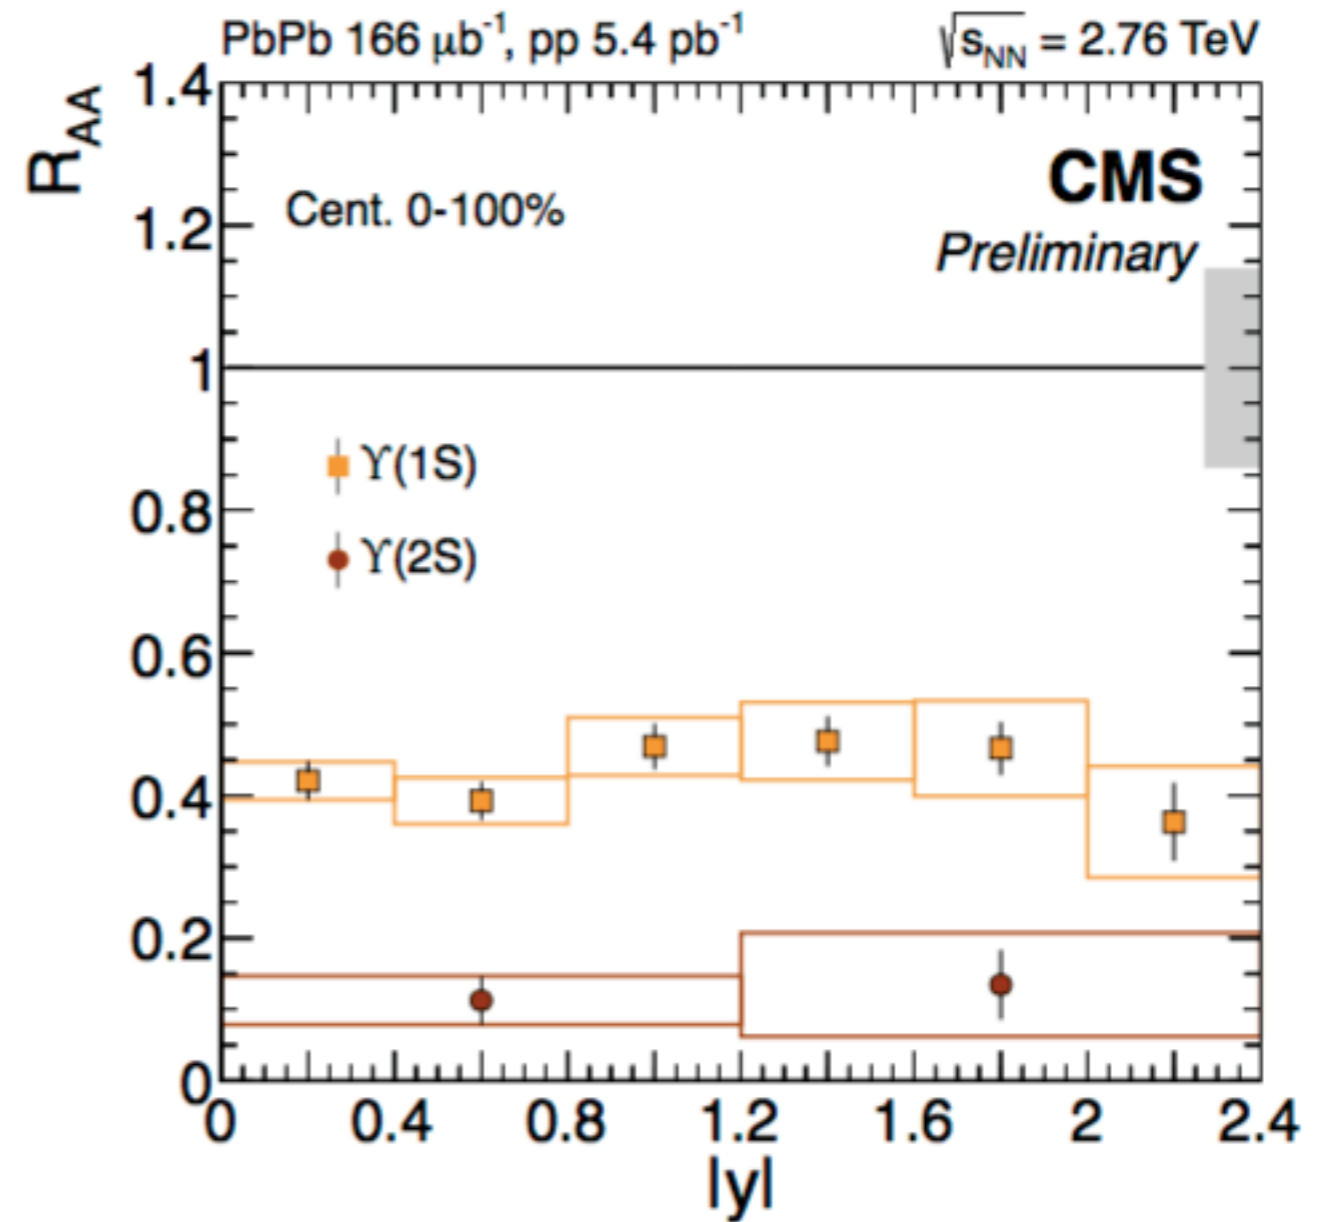 PbPb 166 μb⁻¹, pp 5.4 pb⁻¹ √sNN = 2.76 TeV
RAA
1.4
CMS
Cent. 0-100%
1.2
Preliminary
1
ϒ(1S)
0.8
ϒ(2S)
0.6
0.4
0.2
0
0 0.4 0.8 1.2 1.6 2 2.4
|y|